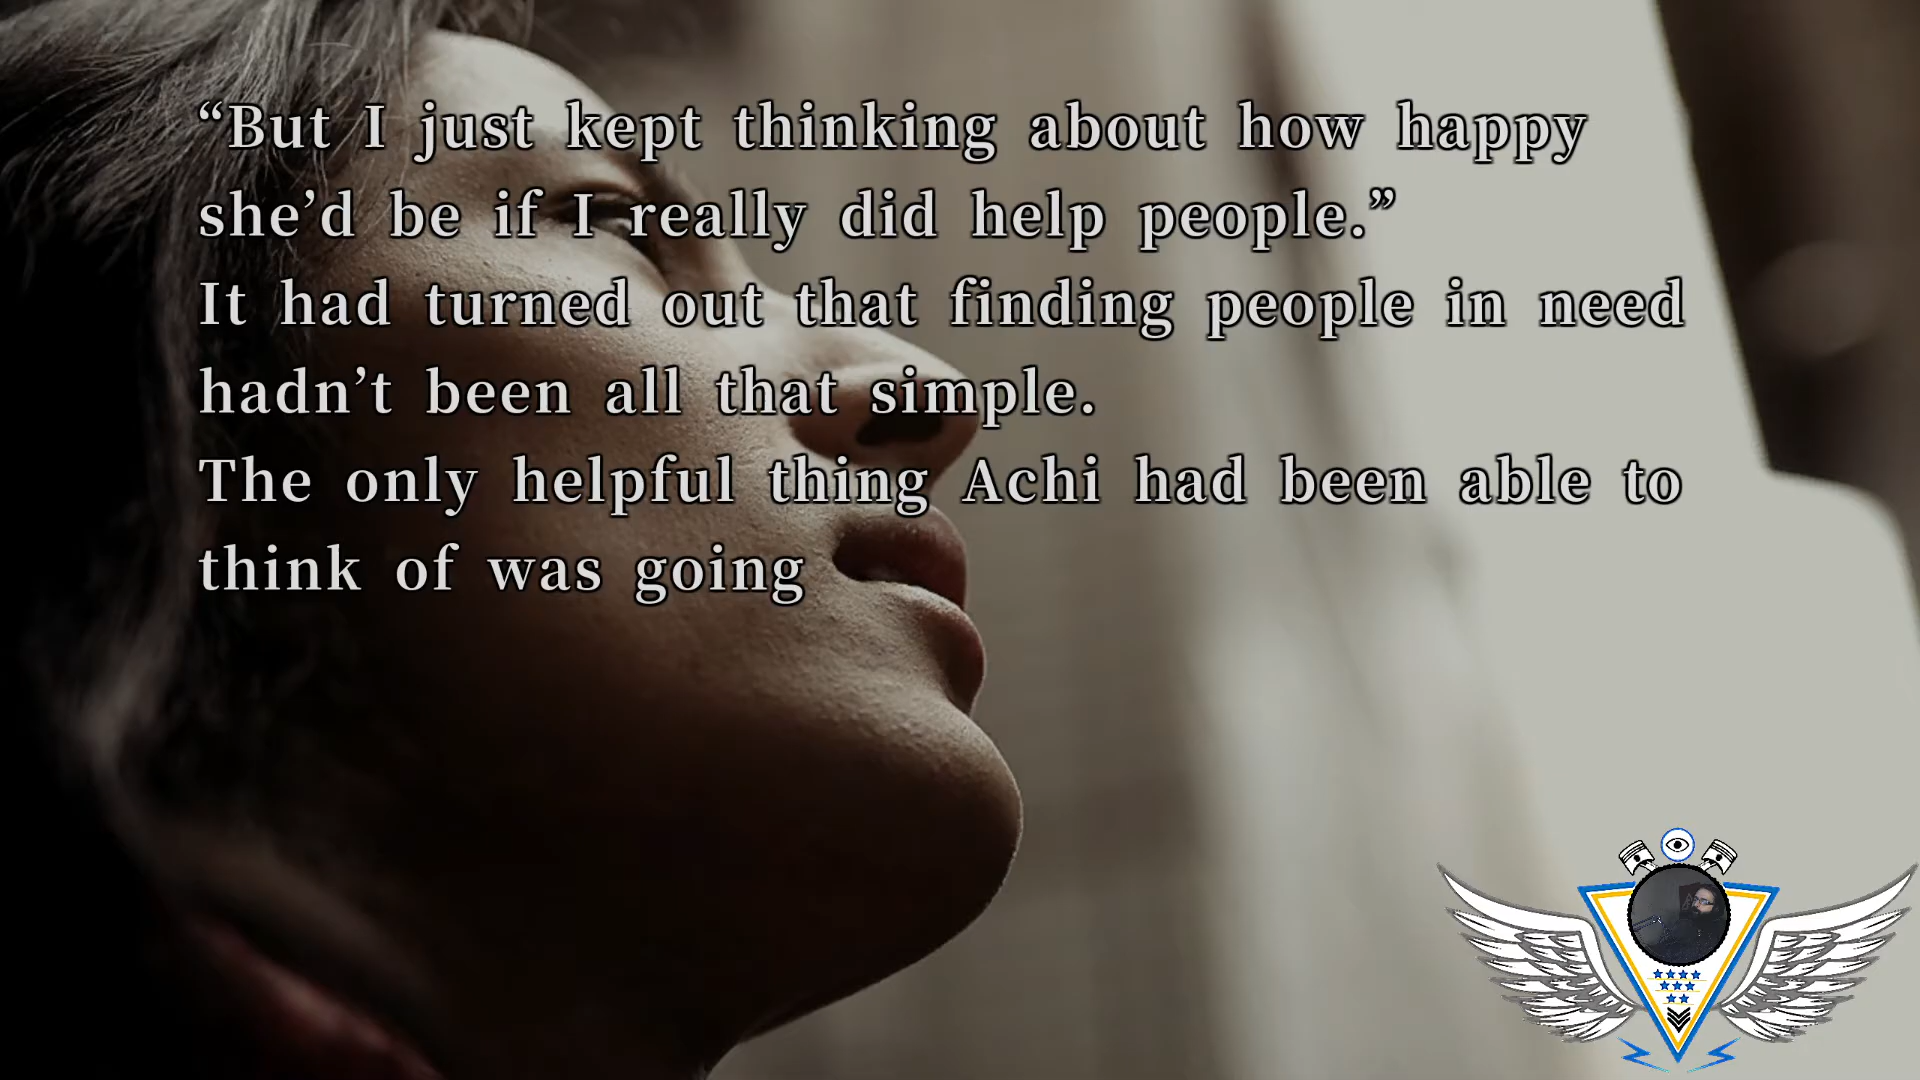 “But I just kept thinking about how happy
she’d be if I really did help people.”
It had turned out that finding people in need
hadn’t been all that simple.
The only helpful thing Achi had been able to
think of was going